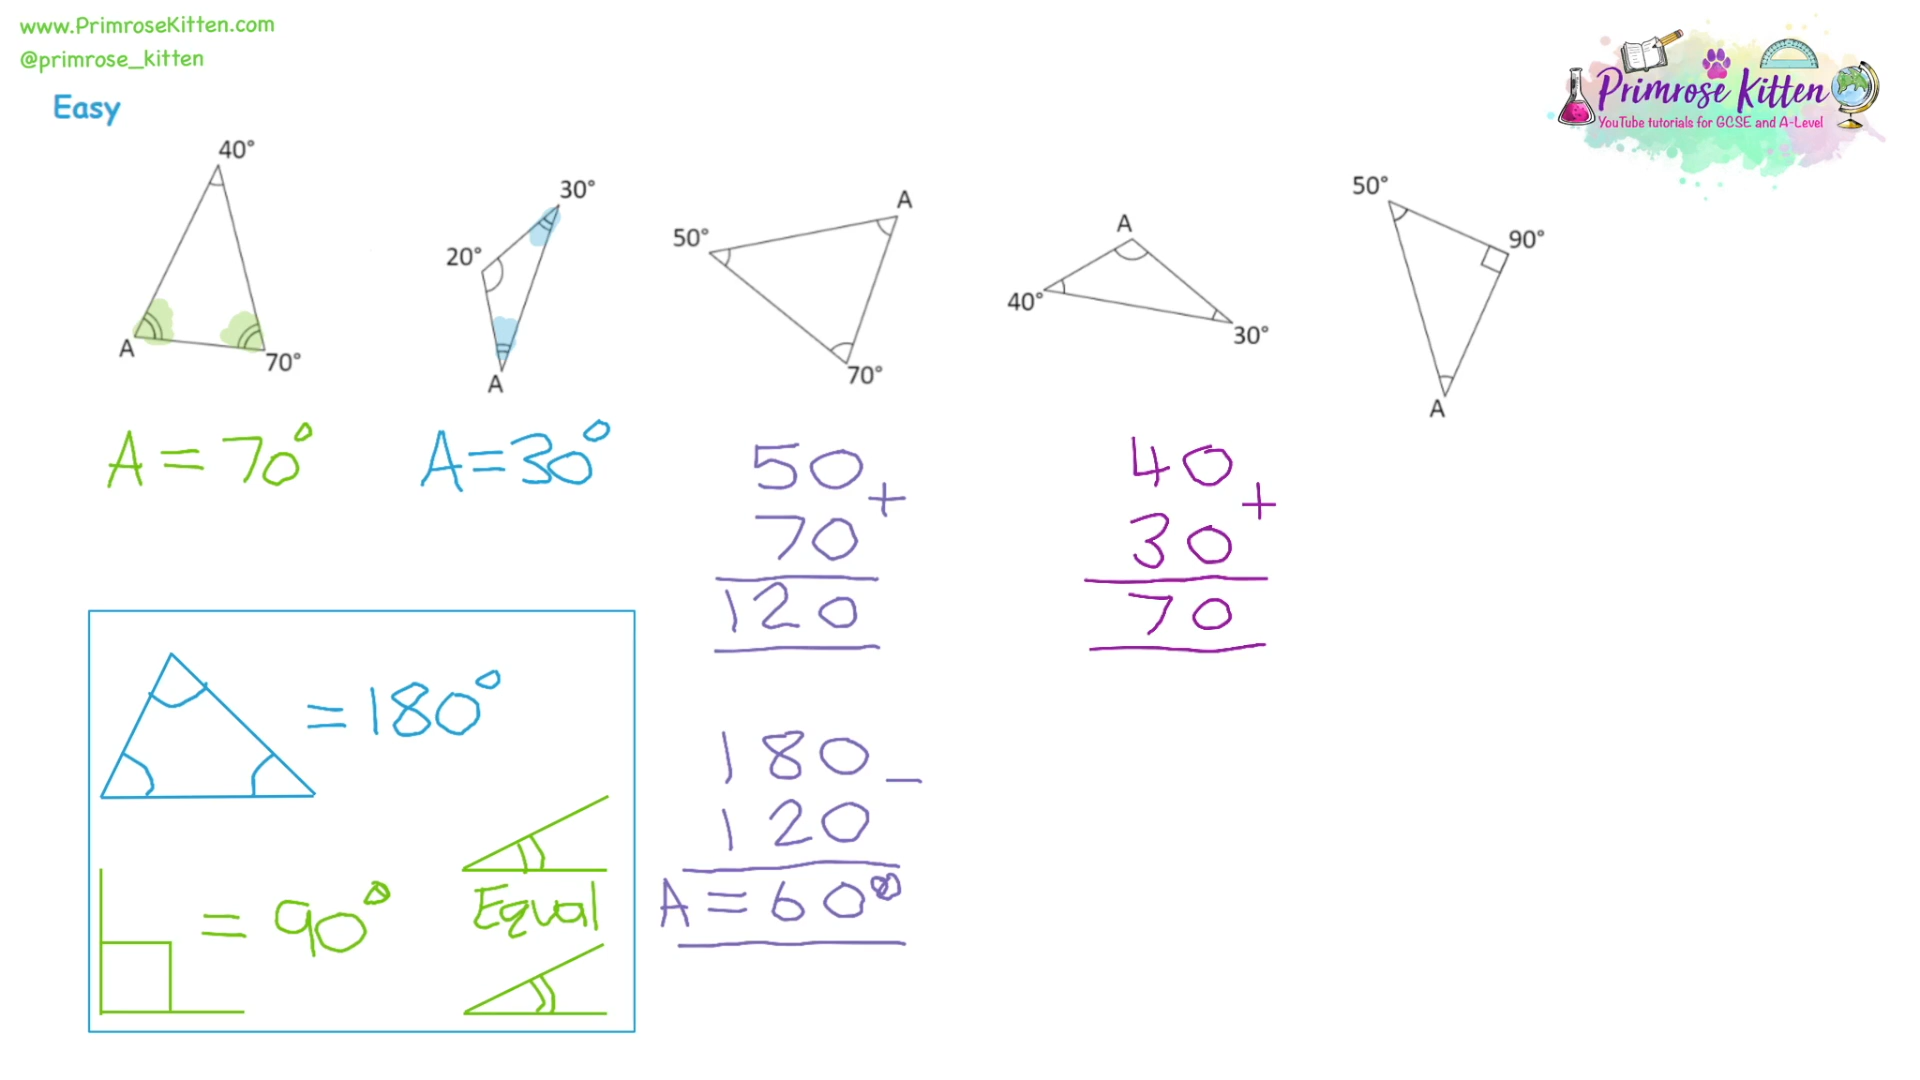 www.PrimroseKitten.com
@primrose_kitten
Primrose Kitten
YouTube tutorials for GCSE and A-Level
Easy
40°
A
70°
30°
20°
A
50°
A
70°
A
40°
30°
50°
90°
A
A = 70°
A = 30°
50
+
70
120
180
-
120
A = 60°
40
+
30
70
= 180°
= 90°
Equal